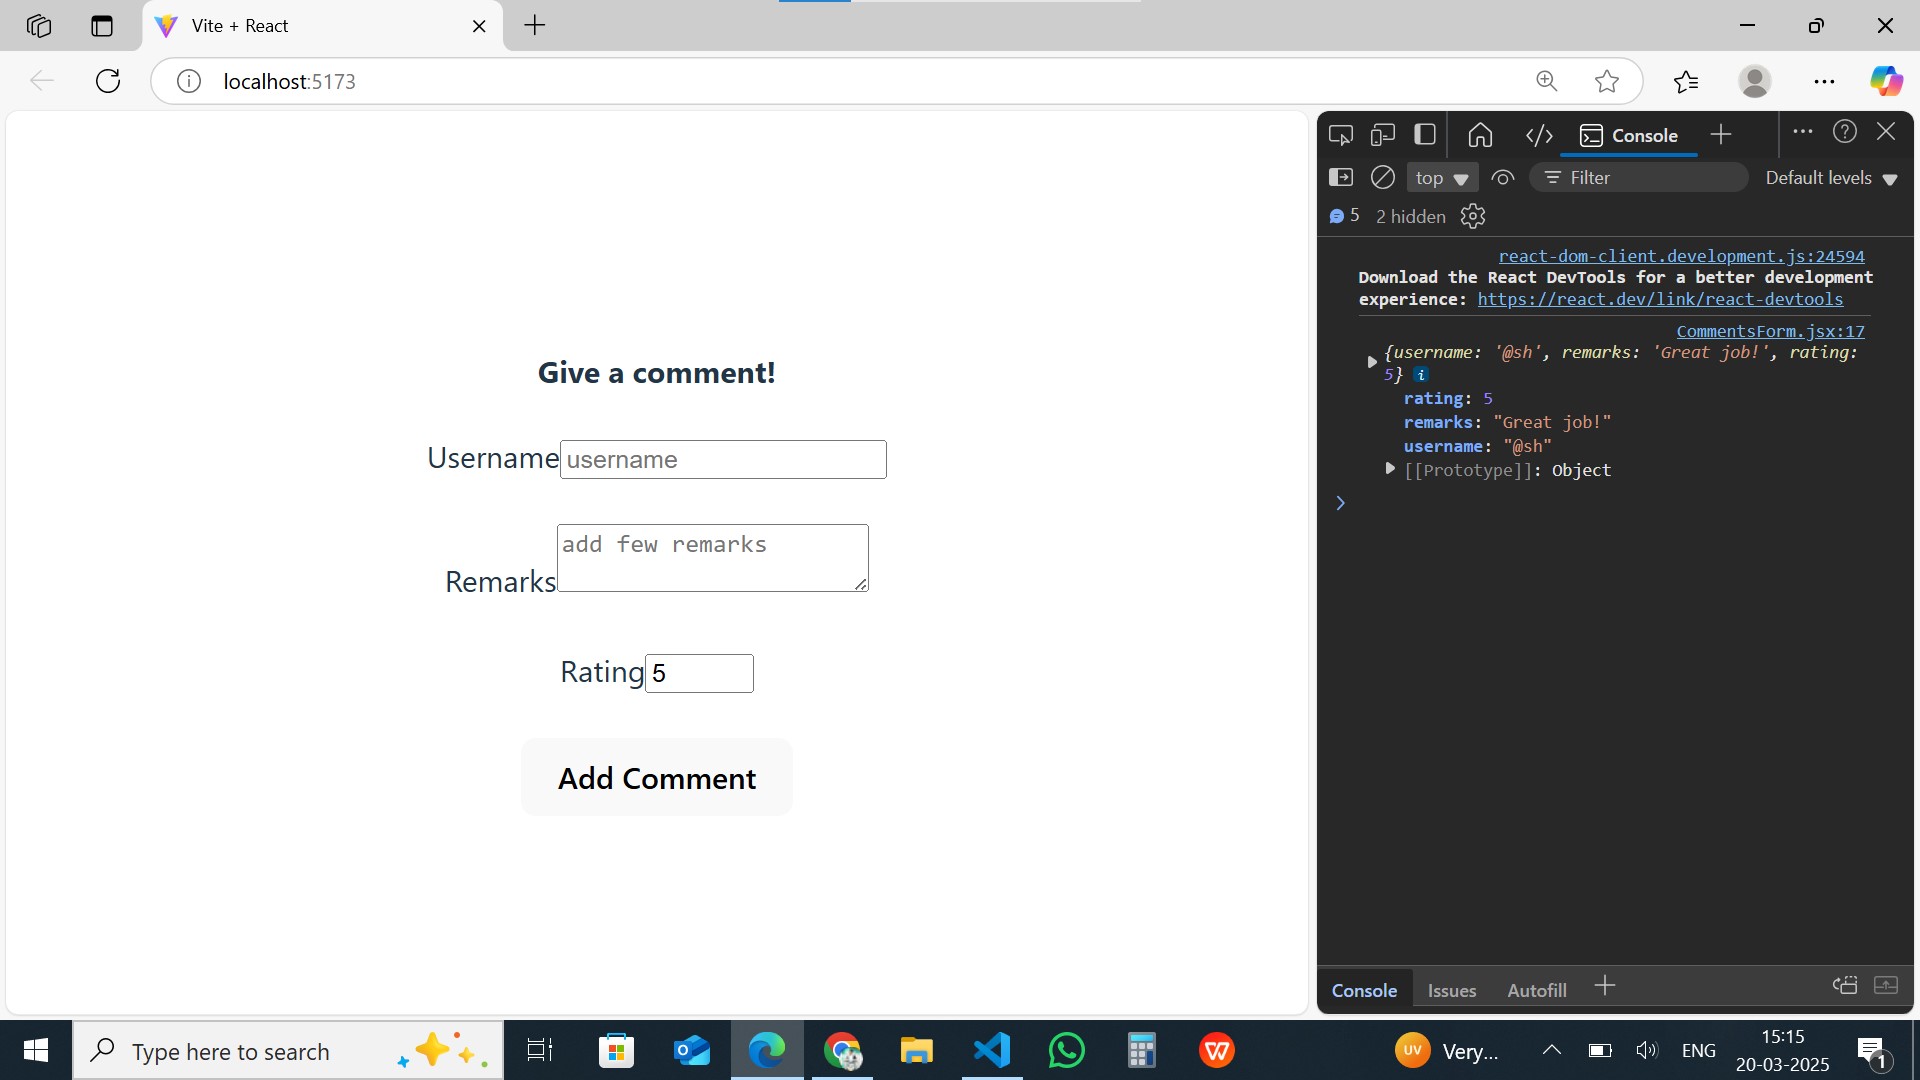 Vite + React
localhost:5173
Give a comment!
Username
username
Remarks
add few remarks
Rating
5
Add Comment
Console
top
Filter
Default levels
5
2 hidden
react-dom-client.development.js:24594
Download the React DevTools for a better development
experience: https://react.dev/link/react-devtools
CommentsForm.jsx:17
{username: '@sh', remarks: 'Great job!', rating:
5}
rating: 5
remarks: "Great job!"
username: "@sh"
[[Prototype]]: Object
Console Issues Autofill
Type here to search
UV
Very...
ENG
15:15
20-03-2025
1